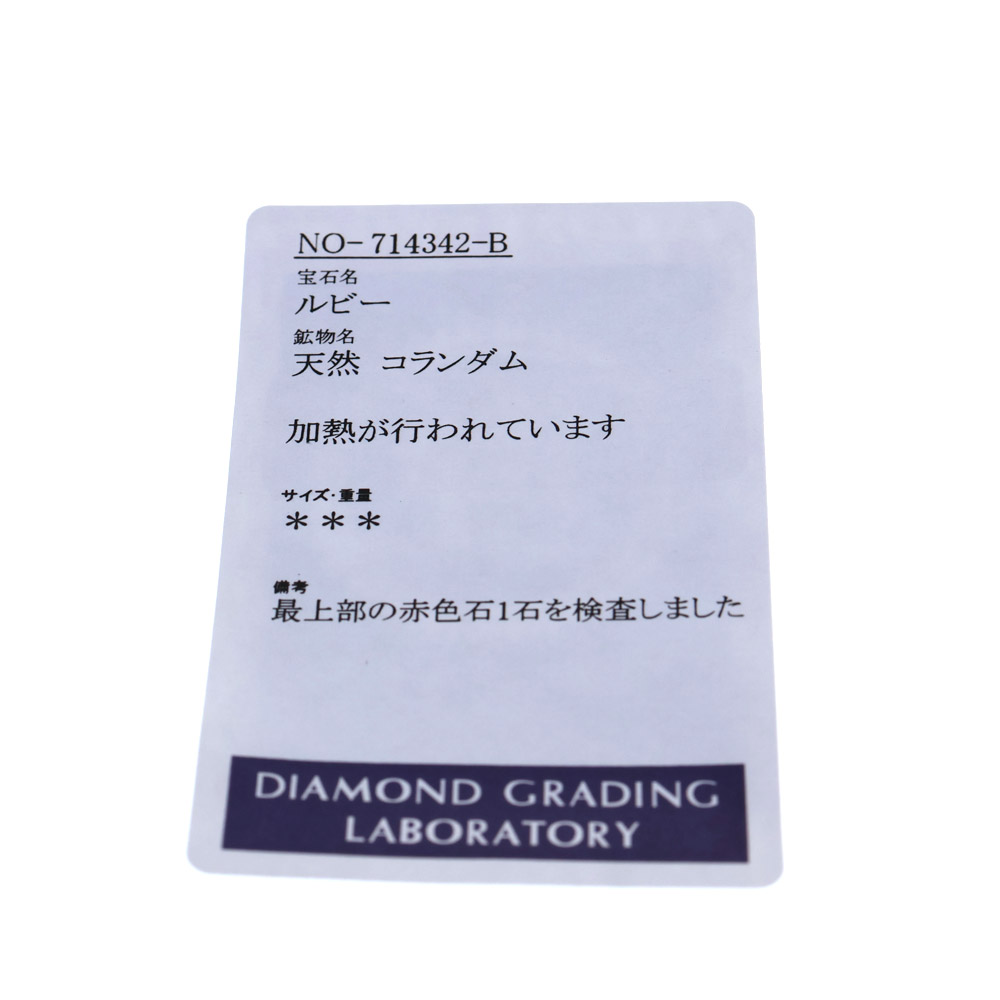 NO-714342-B
宝石名
ルビー
鉱物名
天然 コランダム
加熱が行われています
サイズ・重量
＊＊＊
備考
最上部の赤色石1石を検査しました
DIAMOND GRADING
LABORATORY